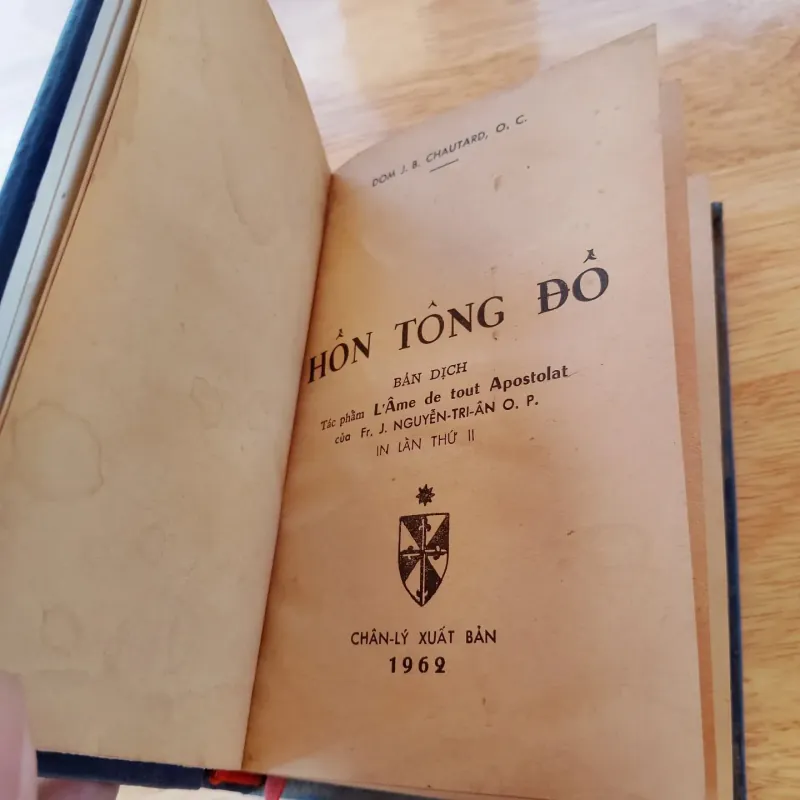 DOM J. B. CHAUTARD, O. C.
HỒN TÔNG ĐỒ
BẢN DỊCH
Tác phẩm L'Âme de tout Apostolat
của Fr. J. NGUYỄN-TRI-ÂN O. P.
IN LẦN THỨ II
CHÂN-LÝ XUẤT BẢN
1962